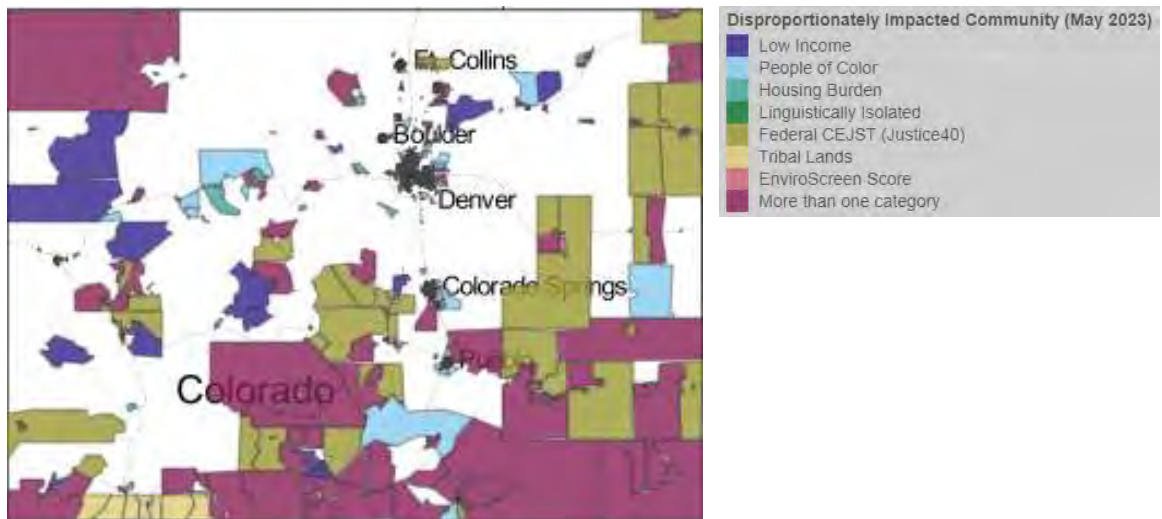 Ft. Collins
Boulder
Denver
Colorado Springs
Pueblo
Colorado
Disproportionately Impacted Community (May 2023)
Low Income
People of Color
Housing Burden
Linguistically Isolated
Federal CEJST (Justice40)
Tribal Lands
EnviroScreen Score
More than one category